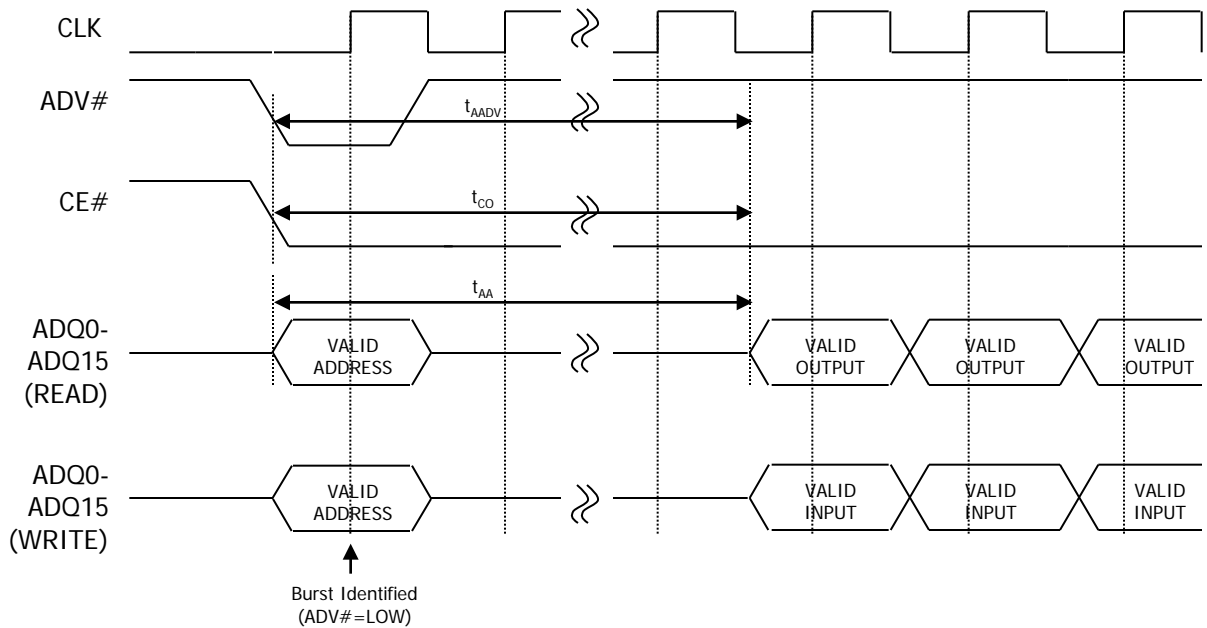 CLK
ADV#
tAADV
CE#
tCO
tAA
ADQ0-
ADQ15
(READ)
VALID
ADDRESS
VALID
OUTPUT
VALID
OUTPUT
VALID
OUTPUT
ADQ0-
ADQ15
(WRITE)
VALID
ADDRESS
VALID
INPUT
VALID
INPUT
VALID
INPUT
Burst Identified
(ADV#=LOW)